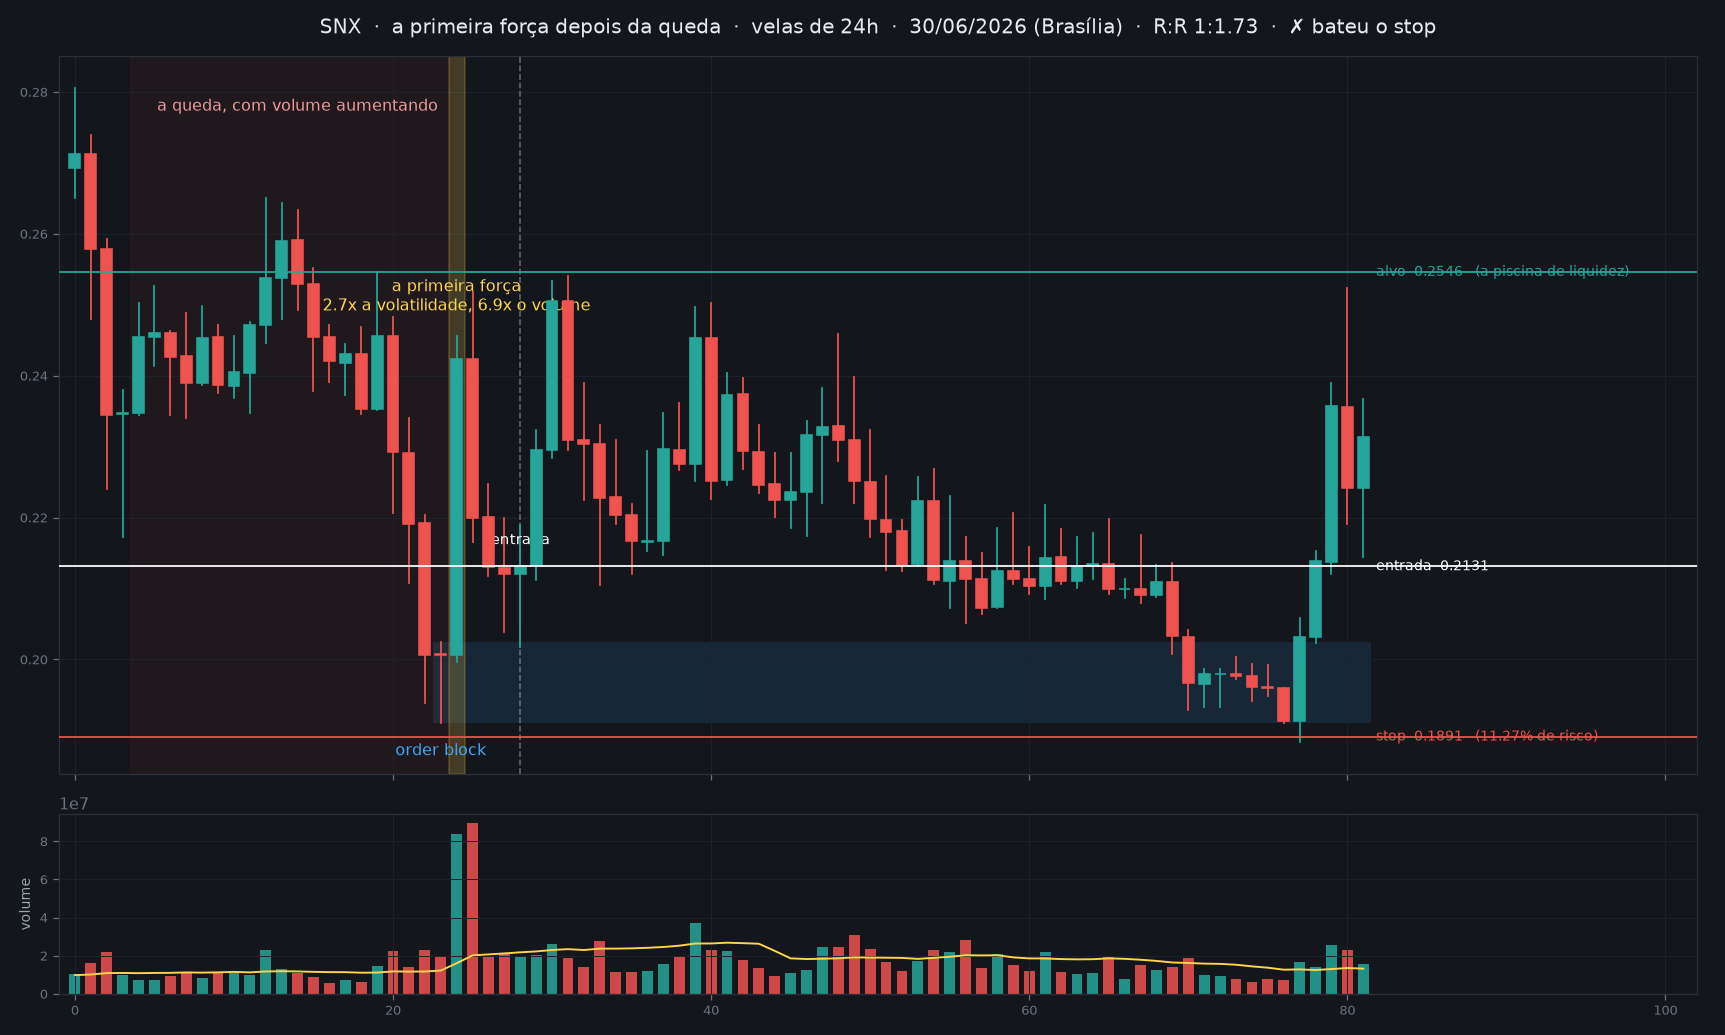 SNX · a primeira força depois da queda · velas de 24h · 30/06/2026 (Brasília) · R:R 1:1.73 · ✗ bateu o stop
0.28
a queda, com volume aumentando
0.26
alvo 0.2546 (a piscina de liquidez)
a primeira força
2.7x a volatilidade, 6.9x o volume
0.24
0.22
entrada
entrada 0.2131
0.20
stop 0.1891 (11.27% de risco)
order block
1e7
8
6
4
2
0
volume
0 20 40 60 80 100